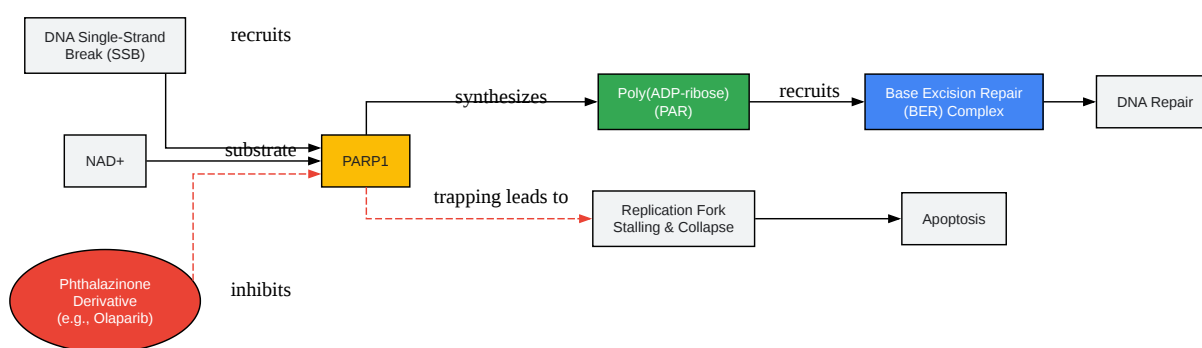 DNA Single-Strand
Break (SSB)
recruits
synthesizes
Poly(ADP-ribose)
(PAR)
recruits
Base Excision Repair
(BER) Complex
DNA Repair
NAD+
substrate
PARP1
trapping leads to
Replication Fork
Stalling & Collapse
Apoptosis
Phthalazinone
Derivative
(e.g., Olaparib)
inhibits